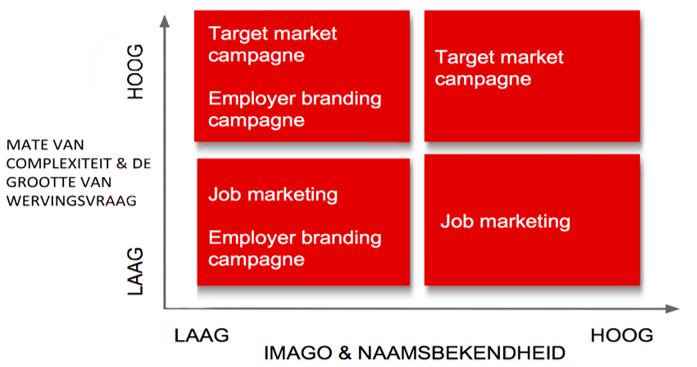 HOOG
Target market
campagne
Employer branding
campagne
Target market
campagne
MATE VAN
COMPLEXITEIT & DE
GROOTTE VAN
WERVINGSVRAAG
LAAG
Job marketing
Employer branding
campagne
Job marketing
LAAG
HOOG
IMAGO & NAAMSBEKENDHEID